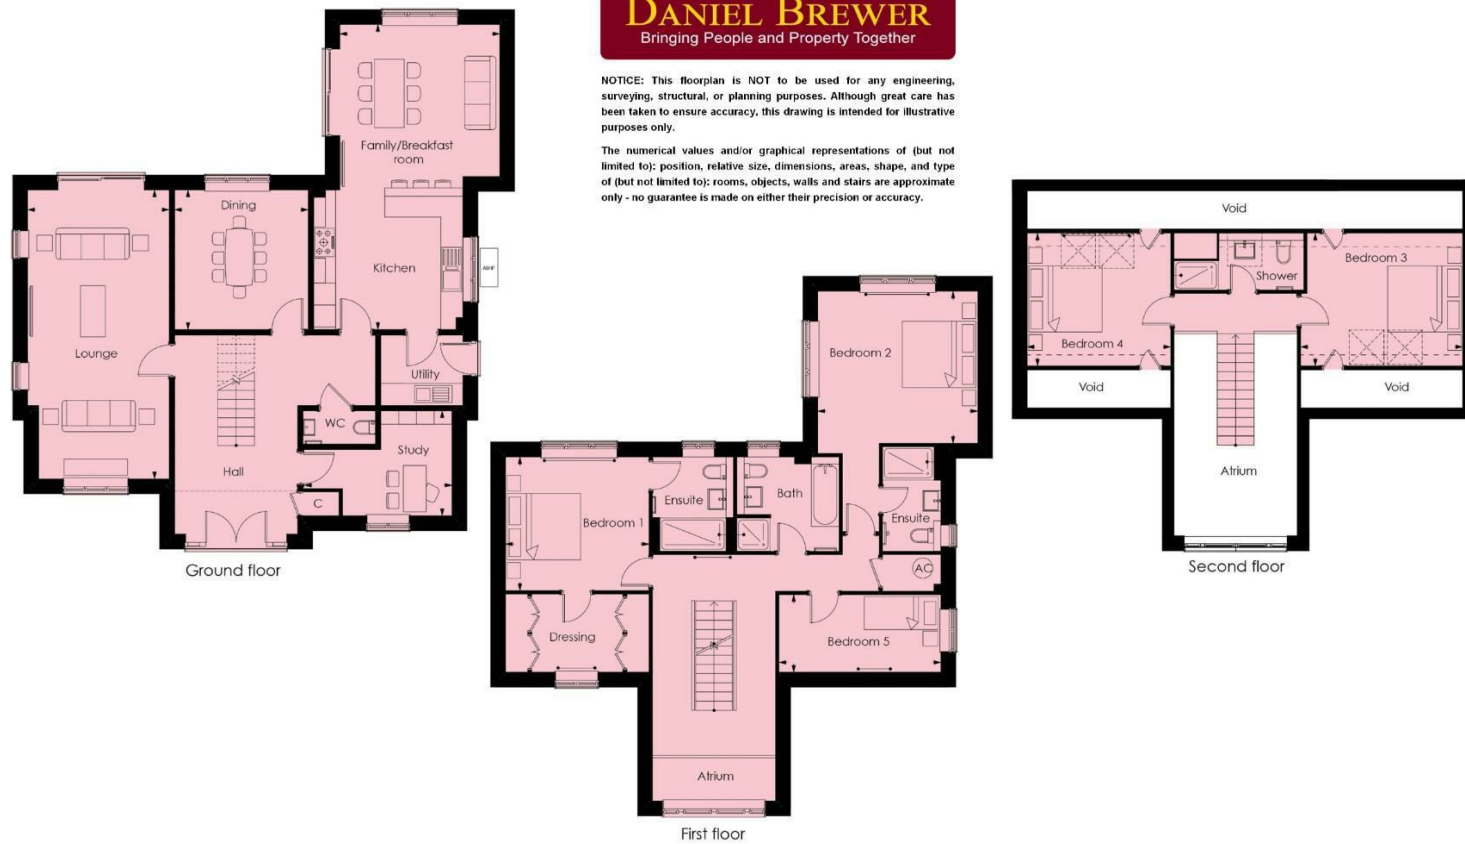 DANIEL BREWER
Bringing People and Property Together
NOTICE: This floorplan is NOT to be used for any engineering,
surveying, structural, or planning purposes. Although great care has
been taken to ensure accuracy, this drawing is intended for illustrative
purposes only.
The numerical values and/or graphical representations of (but not
limited to): position, relative size, dimensions, areas, shape, and type
of (but not limited to): rooms, objects, walls and stairs are approximate
only - no guarantee is made on either their precision or accuracy.
Family/Breakfast
room
Dining
Kitchen
ASHP
Lounge
Utility
WC
Study
Hall
C
Ground floor
Bedroom 2
Bedroom 1
Ensuite
Bath
Ensuite
AC
Dressing
Bedroom 5
Atrium
First floor
Void
Bedroom 3
Shower
Bedroom 4
Void
Void
Atrium
Second floor